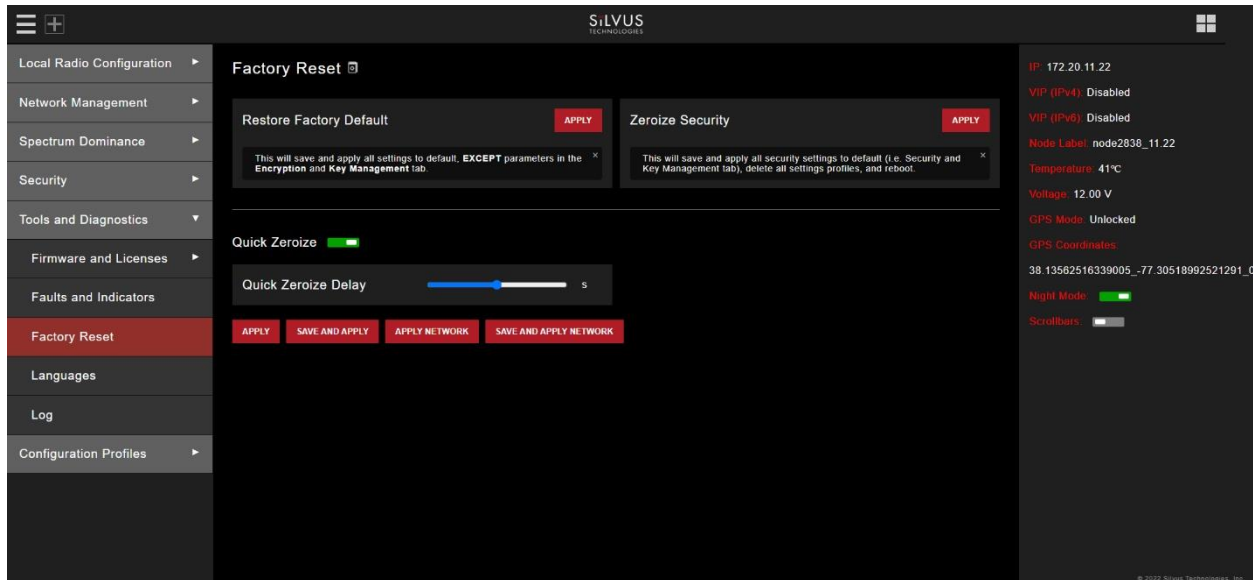 SiLVUS
TECHNOLOGIES
Local Radio Configuration
Network Management
Spectrum Dominance
Security
Tools and Diagnostics
Firmware and Licenses
Faults and Indicators
Factory Reset
Languages
Log
Configuration Profiles
Factory Reset
Restore Factory Default
APPLY
This will save and apply all settings to default, EXCEPT parameters in the
Encryption and Key Management tab.
Zeroize Security
APPLY
This will save and apply all security settings to default (i.e. Security and
Key Management tab), delete all settings profiles, and reboot.
Quick Zeroize
Quick Zeroize Delay
s
APPLY
SAVE AND APPLY
APPLY NETWORK
SAVE AND APPLY NETWORK
IP: 172.20.11.22
VIP (IPv4): Disabled
VIP (IPv6): Disabled
Node Label: node2838_11.22
Temperature: 41°C
Voltage: 12.00 V
GPS Mode: Unlocked
GPS Coordinates:
38.13562516339005_-77.30518992521291_0
Night Mode:
Scrollbars:
© 2022 Silvus Technologies, Inc.